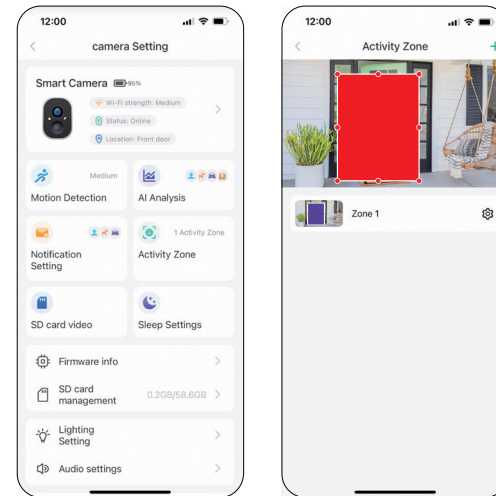 12:00
camera Setting
Smart Camera 95%
Wi-Fi strength: Medium
Status: Online
Location: Front door
Medium
Motion Detection
AI Analysis
Notification
Setting
1 Activity Zone
Activity Zone
SD card video
Sleep Settings
Firmware info
SD card
management
0.2GB/58.6GB
Lighting
Setting
Audio settings
12:00
Activity Zone
Zone 1